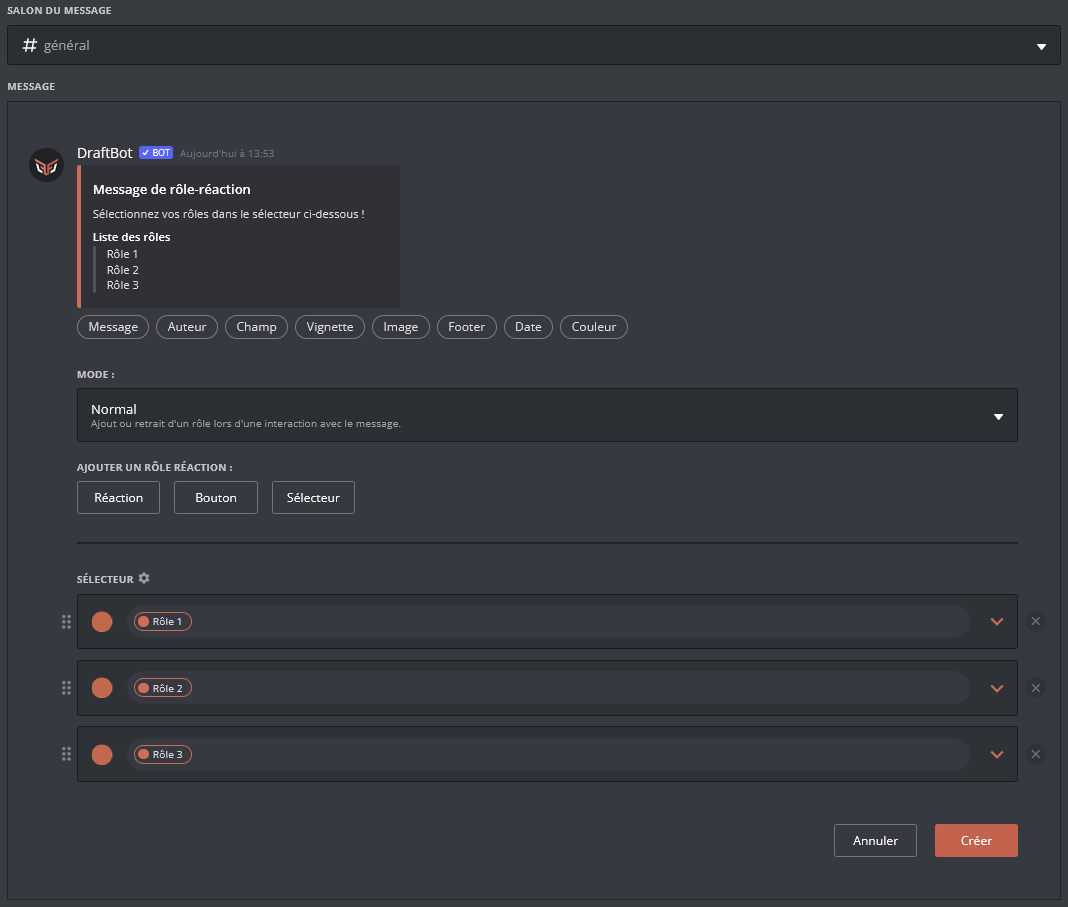 SALON DU MESSAGE
# général
MESSAGE
DraftBot ✓ BOT Aujourd'hui à 13:53
Message de rôle-réaction
Sélectionnez vos rôles dans le sélecteur ci-dessous !
Liste des rôles
Rôle 1
Rôle 2
Rôle 3
Message Auteur Champ Vignette Image Footer Date Couleur
MODE :
Normal
Ajout ou retrait d'un rôle lors d'une interaction avec le message.
AJOUTER UN RÔLE RÉACTION :
Réaction Bouton Sélecteur
SÉLECTEUR
Rôle 1
Rôle 2
Rôle 3
Annuler Créer